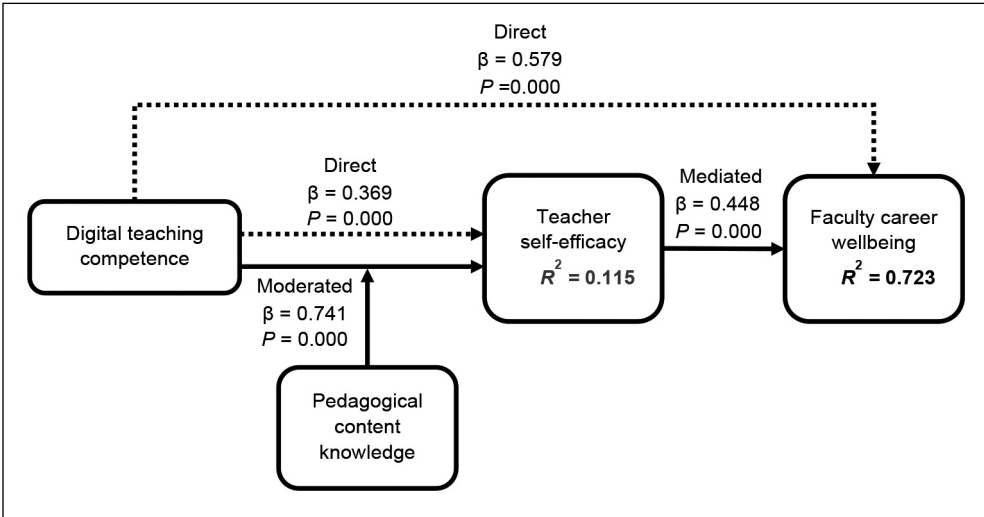 Direct
β = 0.579
P =0.000
Direct
β = 0.369
P = 0.000
Digital teaching
competence
Moderated
β = 0.741
P = 0.000
Pedagogical
content
knowledge
Teacher
self-efficacy
R² = 0.115
Mediated
β = 0.448
P = 0.000
Faculty career
wellbeing
R² = 0.723